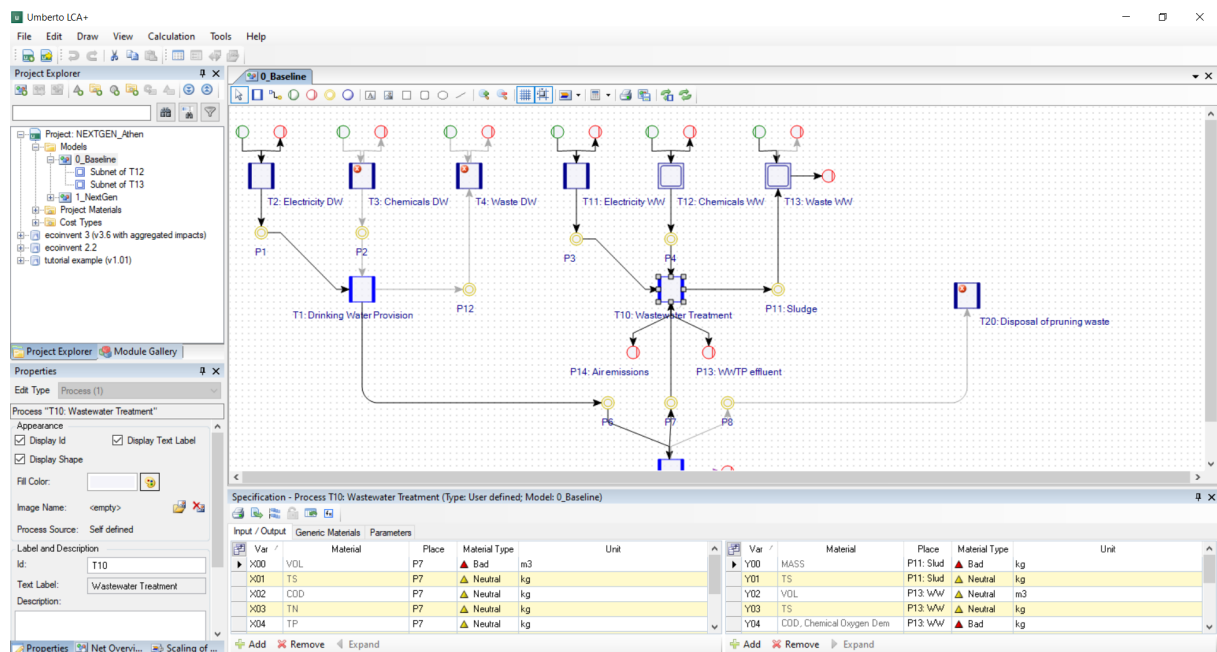 Umberto LCA+
File Edit Draw View Calculation Tools Help
Project Explorer
0_Baseline
Project: NEXTGEN_Athen
Models
0_Baseline
Subnet of T12
Subnet of T13
1_NextGen
Project Materials
Cost Types
ecoinvent 3 (v3.6 with aggregated impacts)
ecoinvent 2.2
tutorial example (v1.01)
Project Explorer Module Gallery
T2: Electricity DW
T3: Chemicals DW
T4: Waste DW
T11: Electricity WW
T12: Chemicals WW
T13: Waste WW
P1
P2
P3
P4
T1: Drinking Water Provision
P12
T10: Wastewater Treatment
P11: Sludge
T20: Disposal of pruning waste
P14: Air emissions
P13: WWTP effluent
P6
P7
P8
Properties
Edit Type Process (1)
Process "T10: Wastewater Treatment"
Appearance
Display Id Display Text Label
Display Shape
Fill Color:
Image Name: <empty>
Process Source: Self defined
Label and Description
Id: T10
Text Label: Wastewater Treatment
Description:
Properties Net Overvi... Scaling of ...
Specification - Process T10: Wastewater Treatment (Type: User defined; Model: 0_Baseline)
Input / Output Generic Materials Parameters
Var Material Place Material Type Unit
X00 VOL P7 Bad m3
X01 TS P7 Neutral kg
X02 COD P7 Neutral kg
X03 TN P7 Neutral kg
X04 TP P7 Neutral kg
Add Remove Expand
Var Material Place Material Type Unit
Y00 MASS P11: Slud Bad kg
Y01 TS P11: Slud Neutral kg
Y02 VOL P13: WW Bad m3
Y03 TS P13: WW Neutral kg
Y04 COD, Chemical Oxygen Dem P13: WW Bad kg
Add Remove Expand